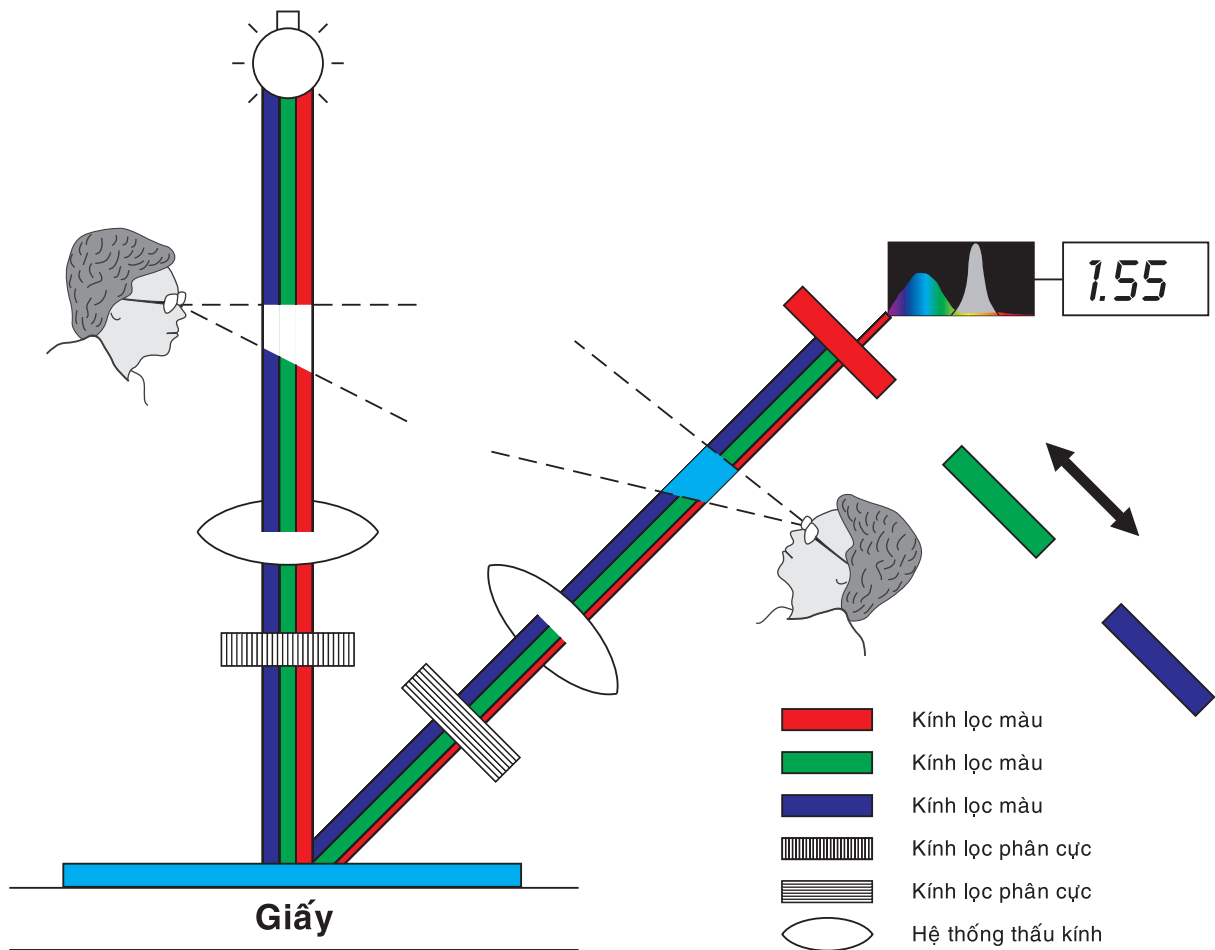 1.55
Kính lọc màu
Kính lọc màu
Kính lọc màu
Kính lọc phân cực
Kính lọc phân cực
Hệ thống thấu kính
Giấy